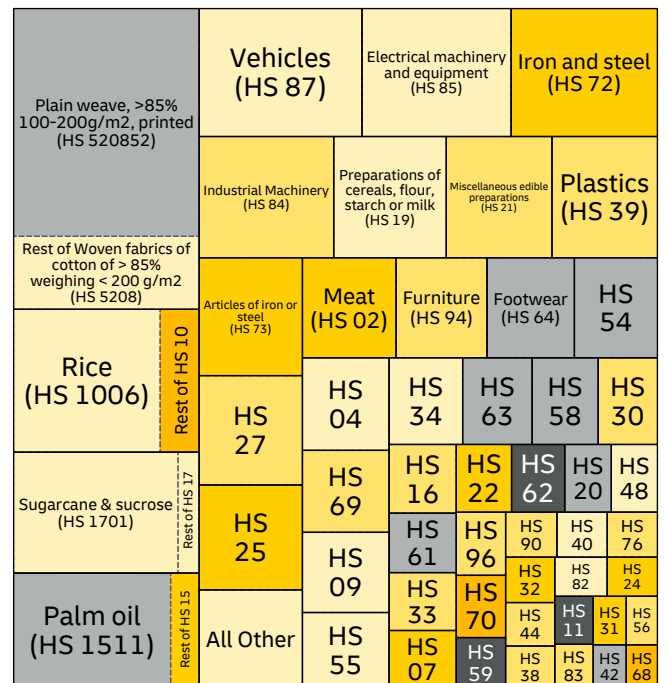 Plain weave, >85%
100-200g/m2, printed
(HS 520852)
Rest of Woven fabrics of
cotton of > 85%
weighing < 200 g/m2
(HS 5208)
Rice
(HS 1006)
Rest of HS 10
Sugarcane & sucrose
(HS 1701)
Rest of HS 17
Palm oil
(HS 1511)
Rest of HS 15
Vehicles
(HS 87)
Electrical machinery
and equipment
(HS 85)
Iron and steel
(HS 72)
Industrial Machinery
(HS 84)
Preparations of
cereals, flour,
starch or milk
(HS 19)
Miscellaneous edible
preparations
(HS 21)
Plastics
(HS 39)
Articles of iron or
steel
(HS 73)
Meat
(HS 02)
Furniture
(HS 94)
Footwear
(HS 64)
HS
54
HS
27
HS
25
All Other
HS
04
HS
69
HS
09
HS
55
HS
34
HS
63
HS
58
HS
30
HS
16
HS
22
HS
62
HS
20
HS
48
HS
61
HS
33
HS
07
HS
96
HS
70
HS
59
HS
90
HS
40
HS
76
HS
32
HS
82
HS
24
HS
44
HS
11
HS
31
HS
56
HS
38
HS
83
HS
42
HS
68